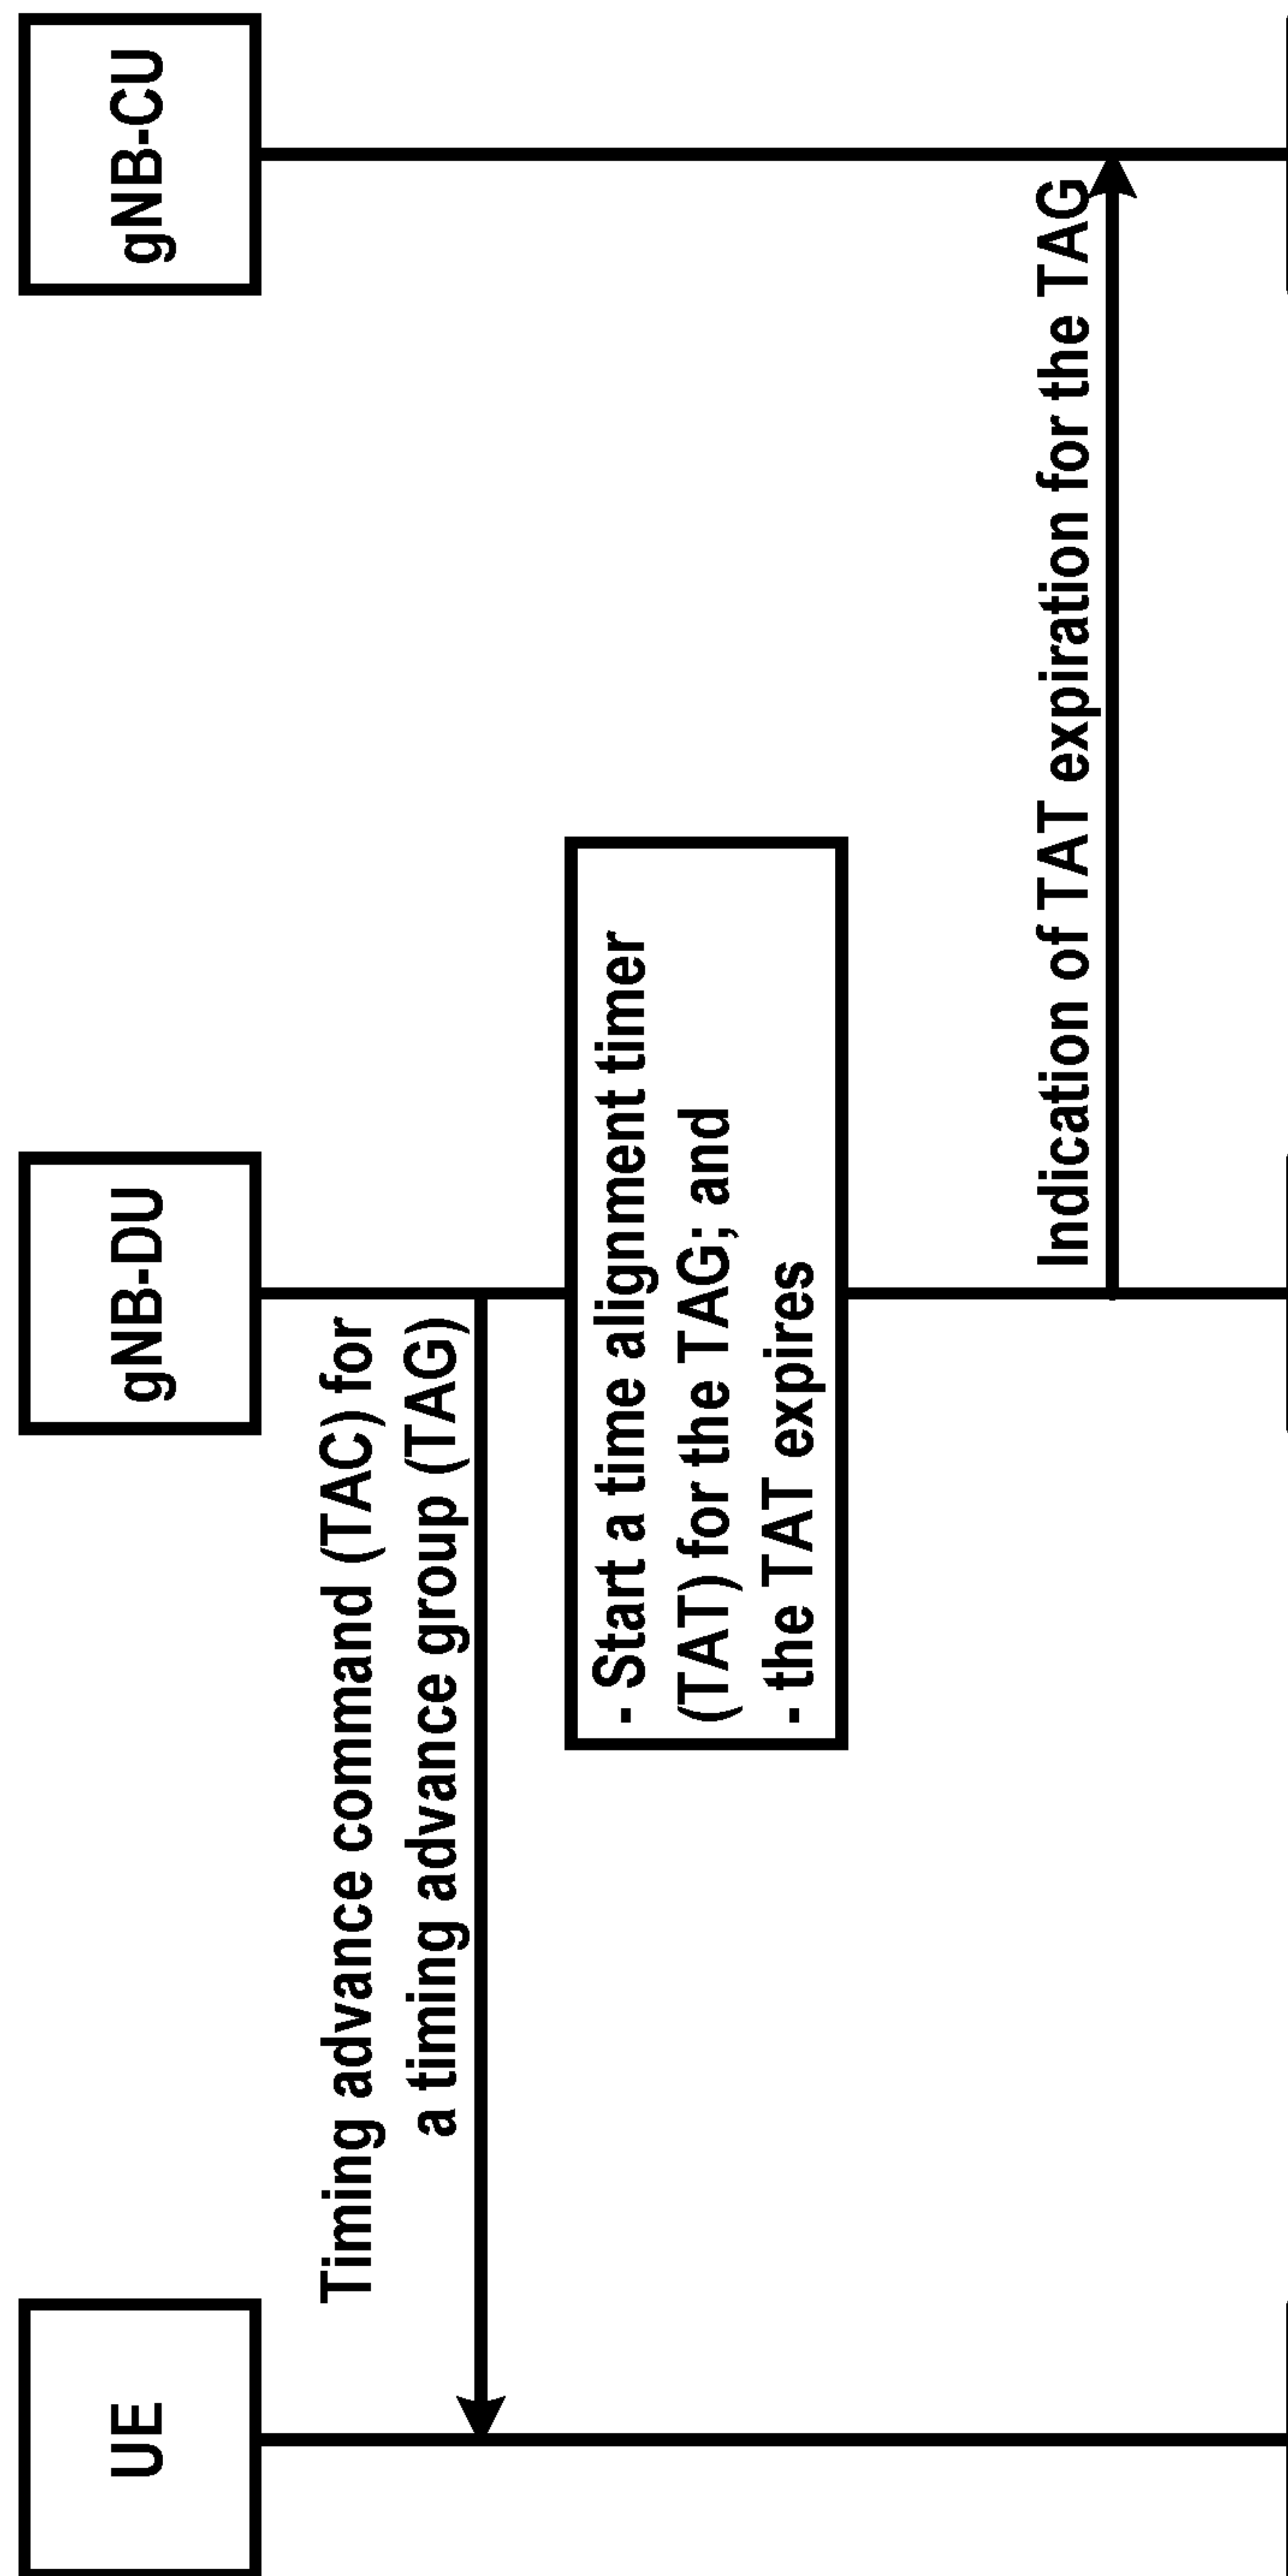 UE
gNB-DU
gNB-CU
Timing advance command (TAC) for
a timing advance group (TAG)
- Start a time alignment timer
(TAT) for the TAG; and
- the TAT expires
Indication of TAT expiration for the TAG